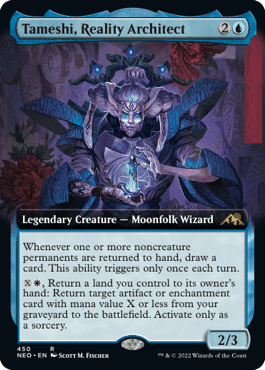 Tameshi, Reality Architect 2
Legendary Creature — Moonfolk Wizard
Whenever one or more noncreature
permanents are returned to hand, draw a
card. This ability triggers only once each turn.
X , Return a land you control to its owner's
hand: Return target artifact or enchantment
card with mana value X or less from your
graveyard to the battlefield. Activate only as
a sorcery.
2/3
450 R
NEO • EN SCOTT M. FISCHER
™ & © 2022 Wizards of the Coast